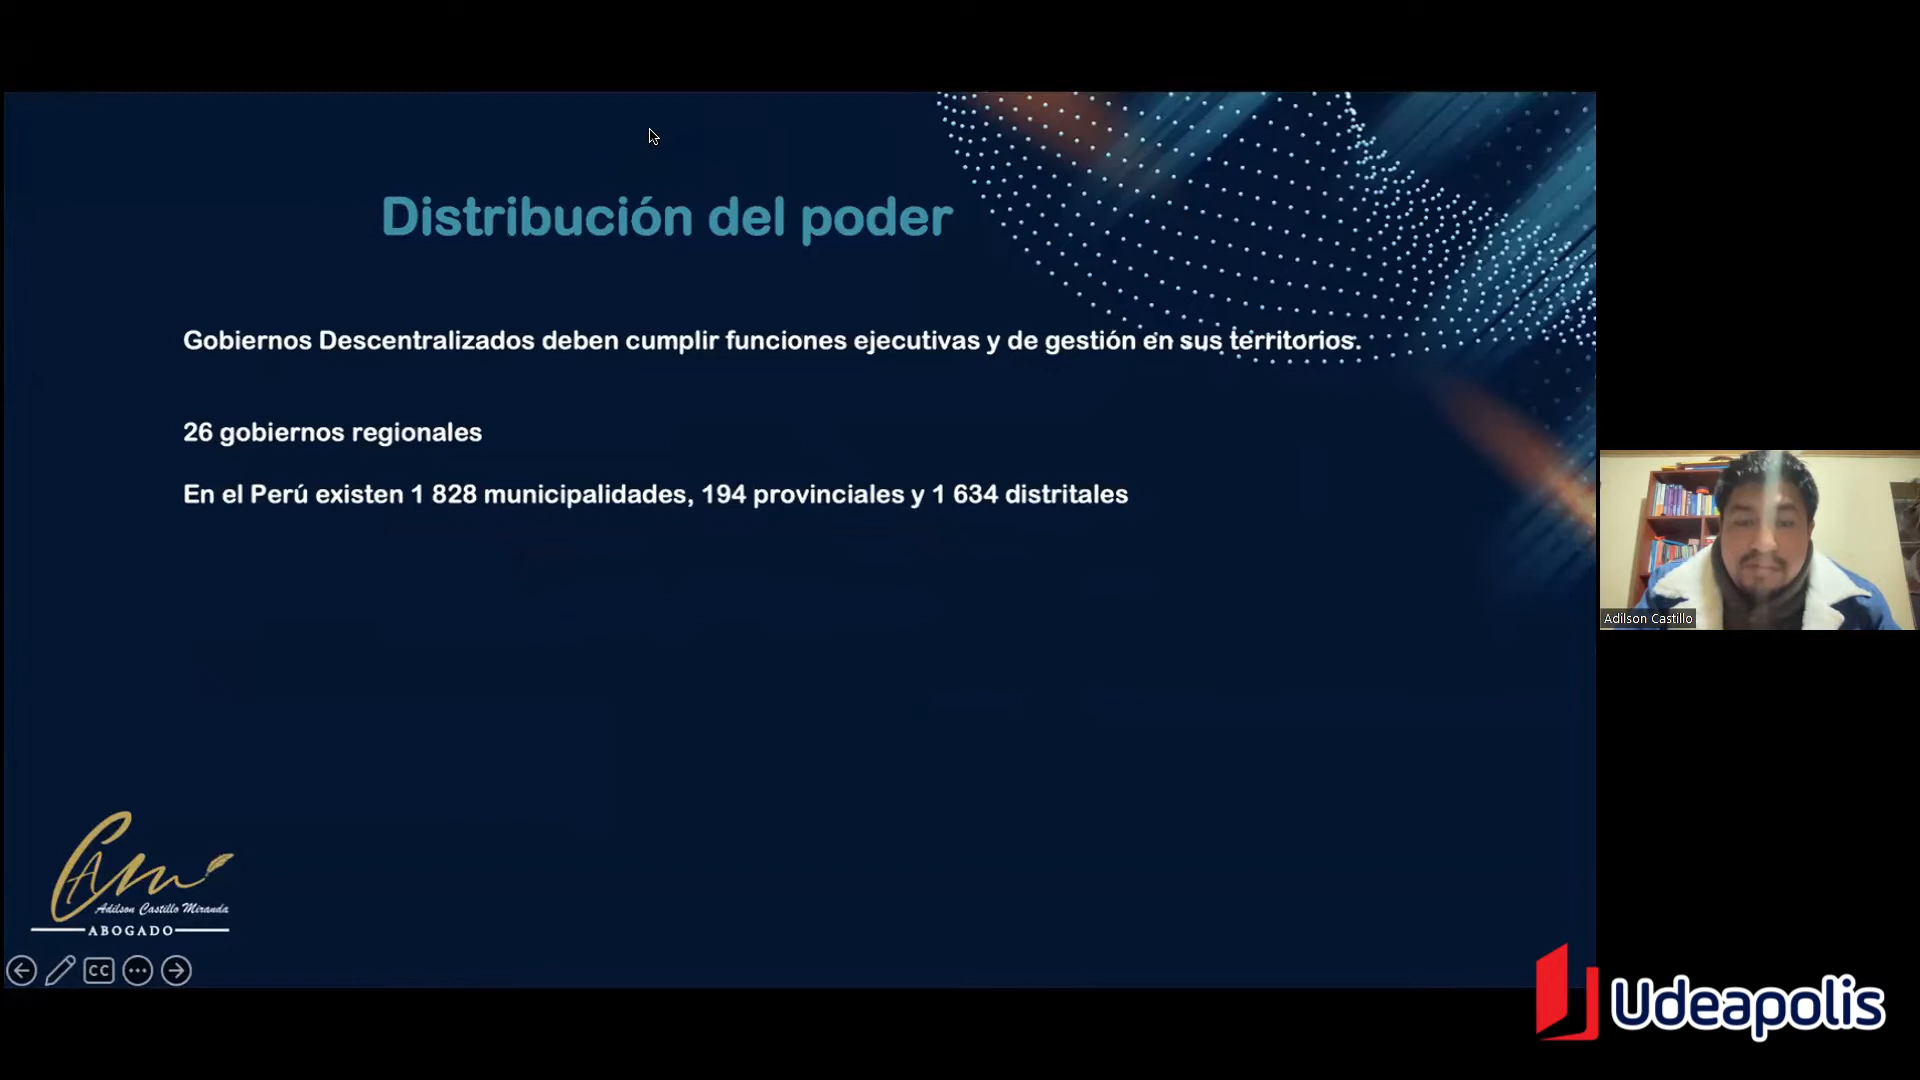 Distribución del poder
Gobiernos Descentralizados deben cumplir funciones ejecutivas y de gestión en sus territorios.
26 gobiernos regionales
En el Perú existen 1 828 municipalidades, 194 provinciales y 1 634 distritales
Adilson Castillo
Adilson Castillo Miranda
ABOGADO
CC
Udeapolis